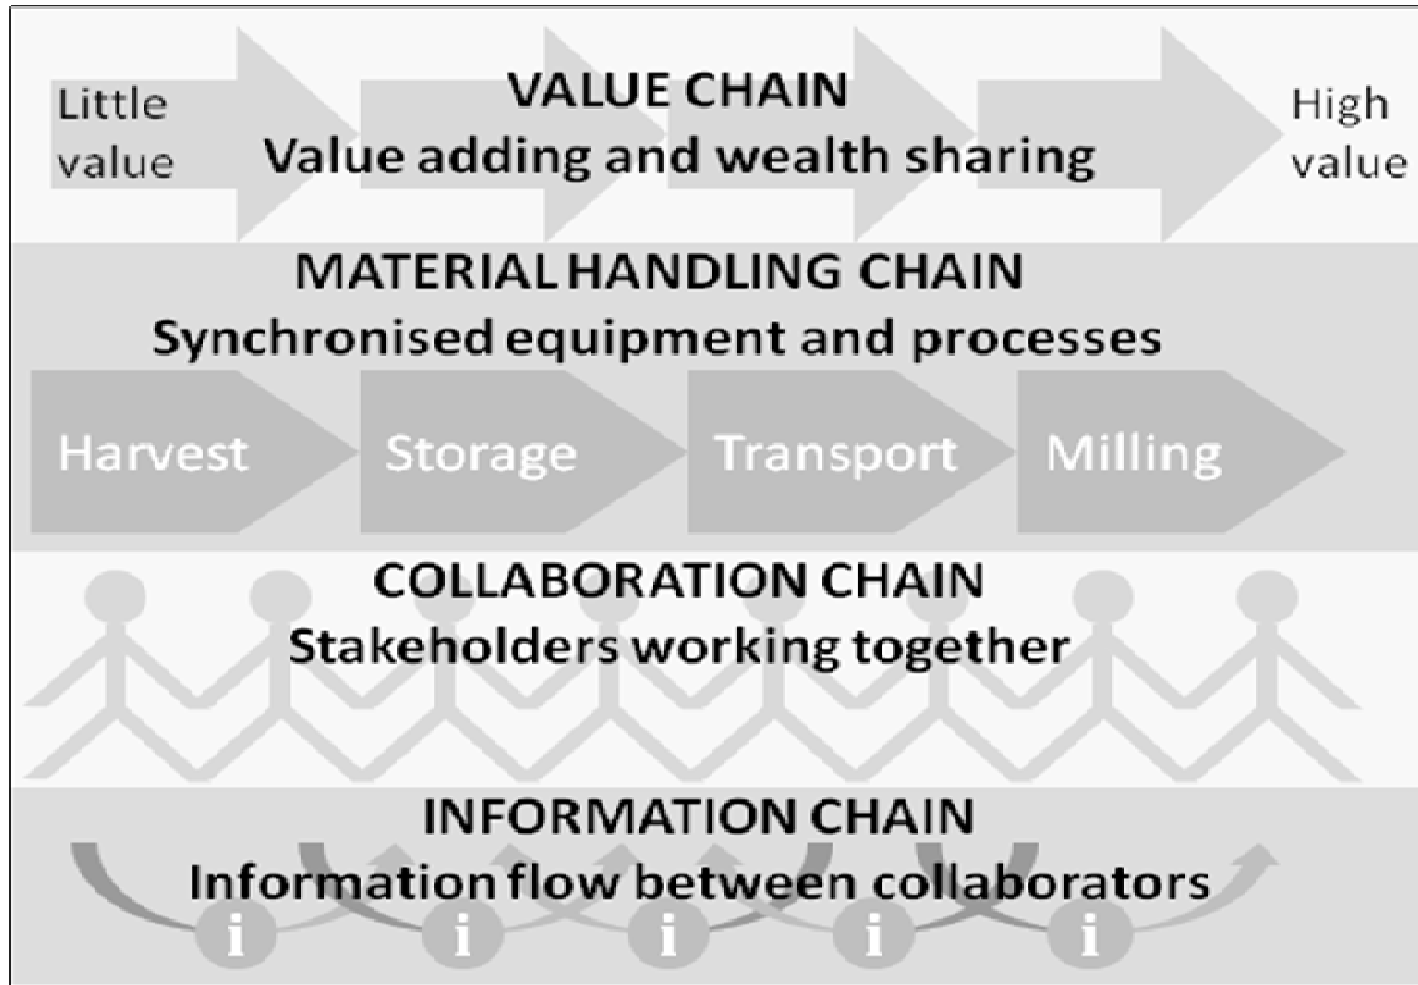 VALUE CHAIN
Little value
Value adding and wealth sharing
High value
MATERIAL HANDLING CHAIN
Synchronised equipment and processes
Harvest Storage Transport Milling
COLLABORATION CHAIN
Stakeholders working together
INFORMATION CHAIN
Information flow between collaborators
i i i i i